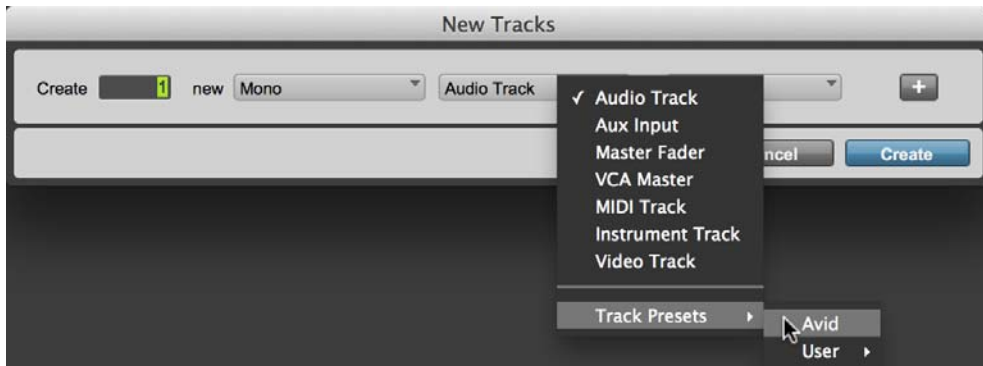 New Tracks
Create 1 new Mono Audio Track
✓ Audio Track
Aux Input
Master Fader
VCA Master
MIDI Track
Instrument Track
Video Track
ncel Create
Track Presets
Avid
User